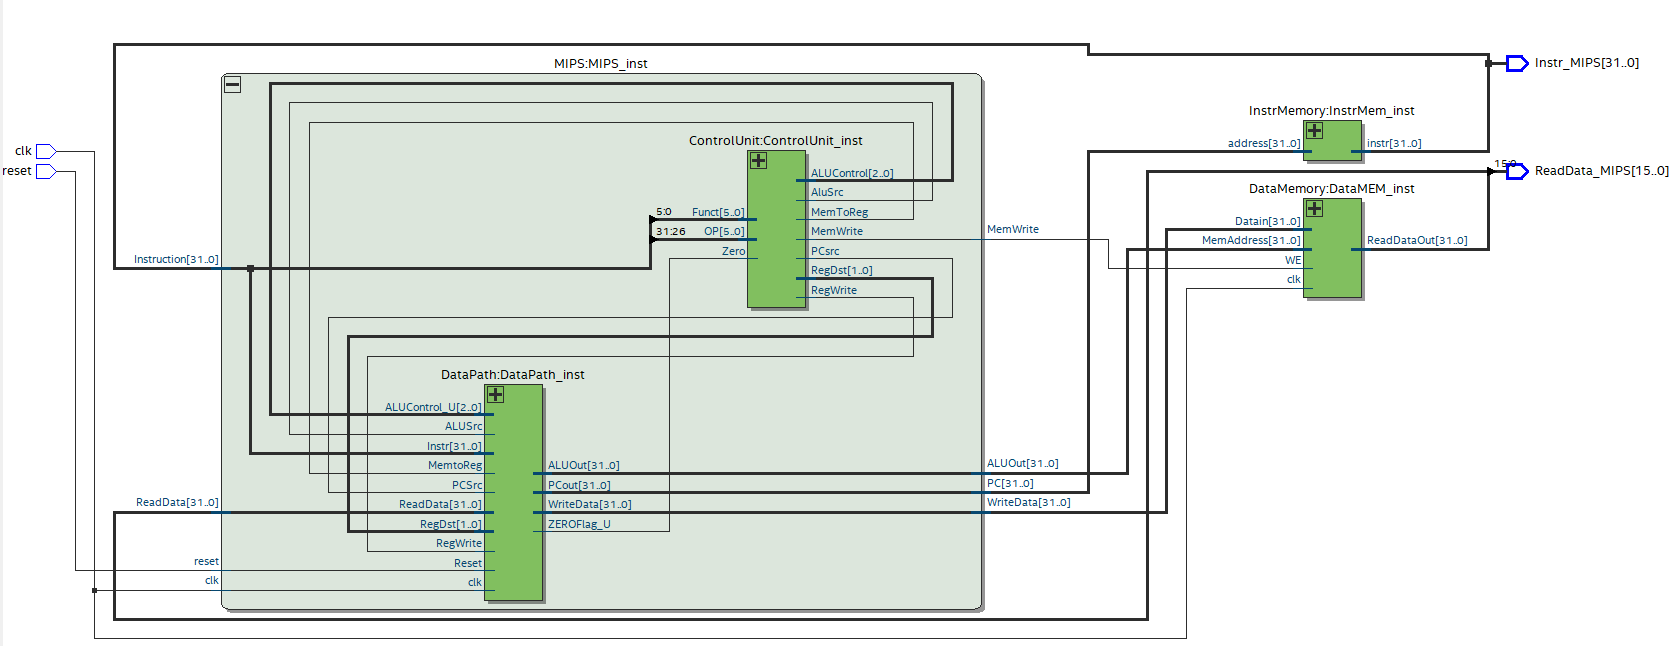 MIPS:MIPS_inst
Instr_MIPS[31..0]
InstrMemory:InstrMem_inst
address[31..0]
instr[31..0]
clk
reset
15:0
ReadData_MIPS[15..0]
DataMemory:DataMEM_inst
Datain[31..0]
MemAddress[31..0]
WE
clk
ReadDataOut[31..0]
ControlUnit:ControlUnit_inst
5:0
Funct[5..0]
31:26
OP[5..0]
Zero
ALUControl[2..0]
AluSrc
MemToReg
MemWrite
PCsrc
RegDst[1..0]
RegWrite
MemWrite
Instruction[31..0]
DataPath:DataPath_inst
ALUControl_U[2..0]
ALUSrc
Instr[31..0]
MemtoReg
PCSrc
ReadData[31..0]
RegDst[1..0]
RegWrite
Reset
clk
ALUOut[31..0]
PCout[31..0]
WriteData[31..0]
ZEROFlag_U
ALUOut[31..0]
PC[31..0]
WriteData[31..0]
ReadData[31..0]
reset
clk